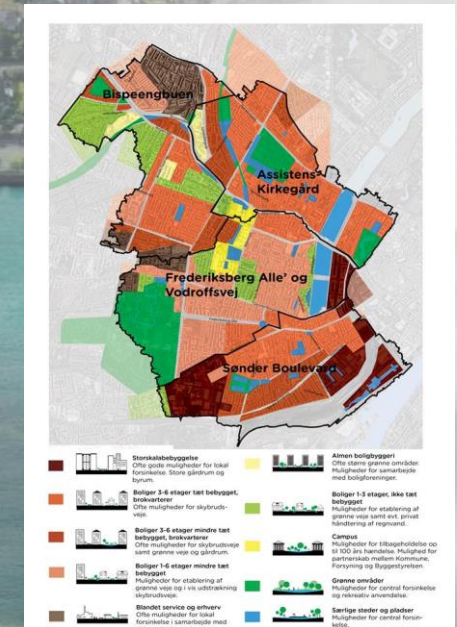 Bispeengbuen
Assistens
Kirkegård
Frederiksberg Alle' og
Vodroffsvej
Sønder Boulevard
Storskalabebyggelse
Ofte gode muligheder for lokal
forsinkelse. Store gårdrum og
byrum.
Boliger 3-6 etager tæt bebygget,
brokvarterer
Ofte muligheder for skybruds-
veje.
Boliger 3-6 etager mindre tæt
bebygget, brokvarterer
Ofte muligheder for skybrudsveje
samt grønne veje og gårdrum.
Boliger 1-6 etager mindre tæt
bebygget
Muligheder for etablering af
grønne veje og i vis udstrækning
skybrudsveje.
Blandet service og erhverv
Ofte muligheder for lokal
forsinkelse i samarbejde med
Almen boligbyggeri
Ofte større grønne områder.
Muligheder for samarbejde
med boligforeninger.
Boliger 1-3 etager, ikke tæt
bebygget
Muligheder for etablering af
grønne veje samt evt. privat
håndtering af regnvand.
Campus
Muligheder for tilbageholdelse op
til 100 års hændelse. Mulighed for
partnerskab mellem Kommune,
Forsyning og Bygestyrelsen.
Grønne områder
Muligheder for central forsinkelse
og rekreativ anvendelse.
Særlige steder og pladser
Muligheder for central forsin-
kelse.